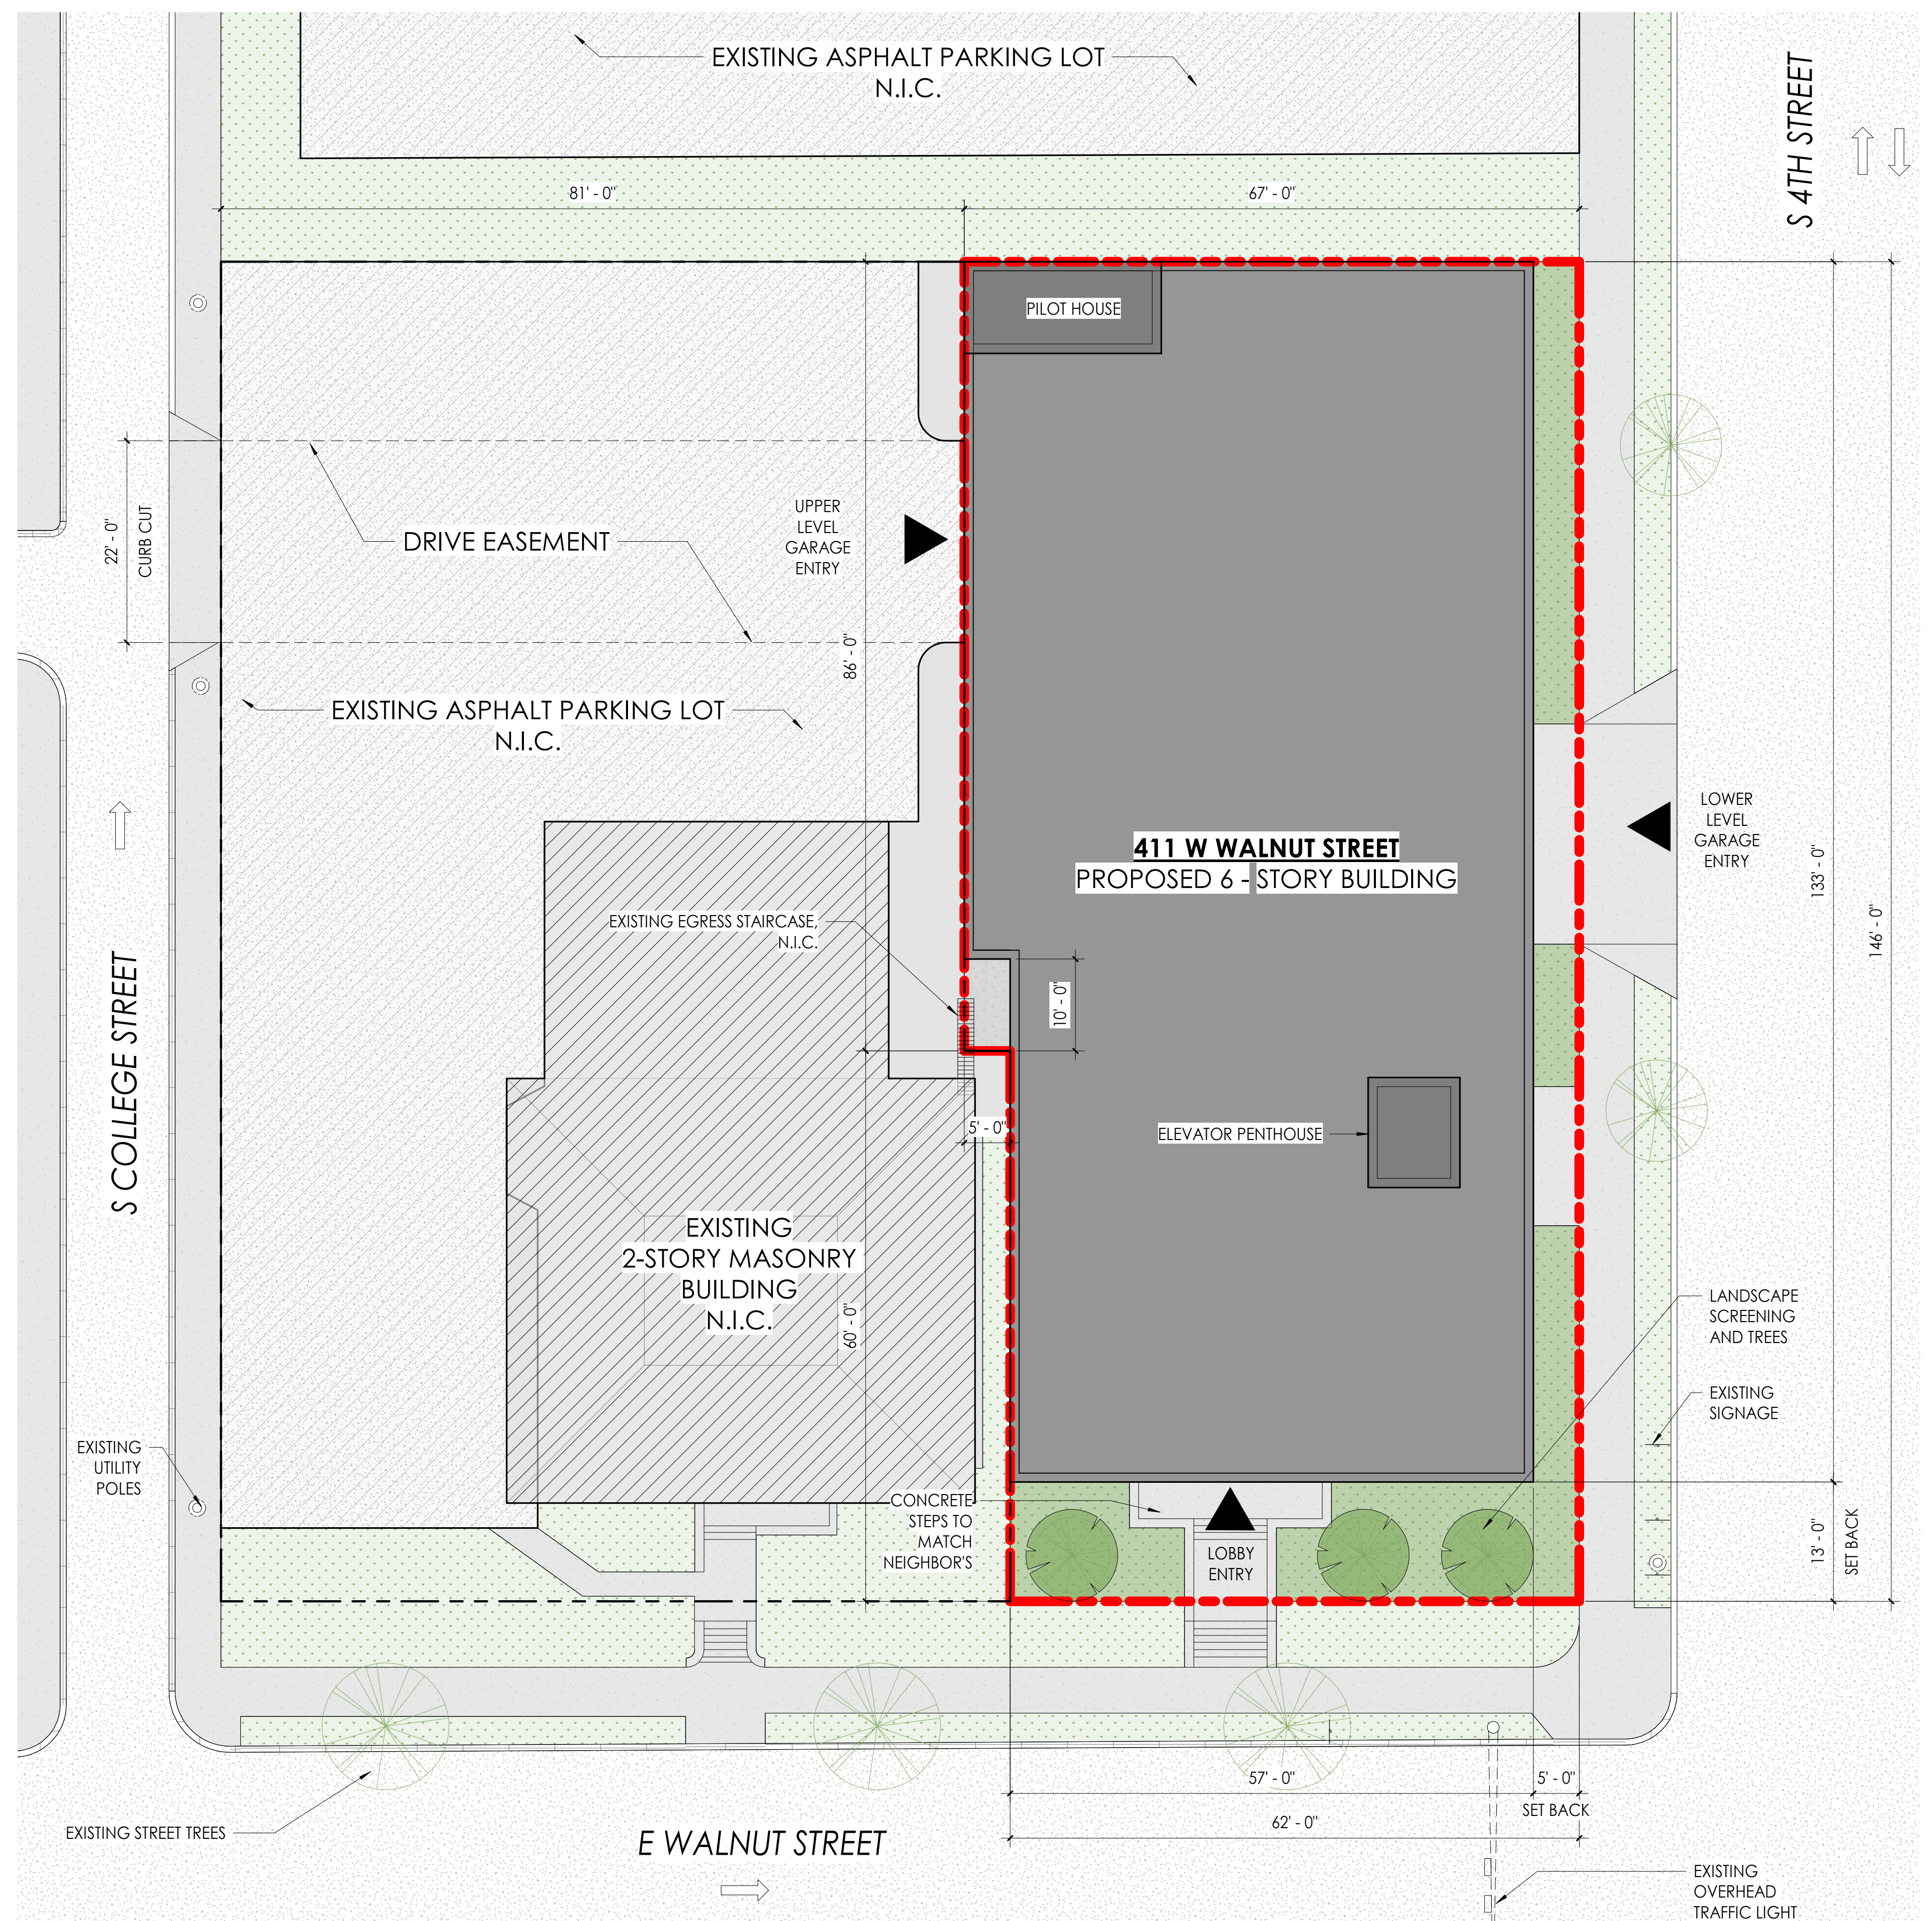 EXISTING ASPHALT PARKING LOT
N.I.C.
S 4TH STREET
81' - 0"
67' - 0"
PILOT HOUSE
22' - 0"
CURB CUT
DRIVE EASEMENT
UPPER
LEVEL
GARAGE
ENTRY
86' - 0"
EXISTING ASPHALT PARKING LOT
N.I.C.
411 W WALNUT STREET
PROPOSED 6 - STORY BUILDING
LOWER
LEVEL
GARAGE
ENTRY
133' - 0"
146' - 0"
EXISTING EGRESS STAIRCASE,
N.I.C.
10' - 0"
S COLLEGE STREET
5' - 0"
ELEVATOR PENTHOUSE
EXISTING
2-STORY MASONRY
BUILDING
N.I.C.
60' - 0"
LANDSCAPE
SCREENING
AND TREES
EXISTING
SIGNAGE
EXISTING
UTILITY
POLES
CONCRETE
STEPS TO
MATCH
NEIGHBOR'S
LOBBY
ENTRY
13' - 0"
SET BACK
57' - 0"
5' - 0"
SET BACK
62' - 0"
EXISTING STREET TREES
E WALNUT STREET
EXISTING
OVERHEAD
TRAFFIC LIGHT